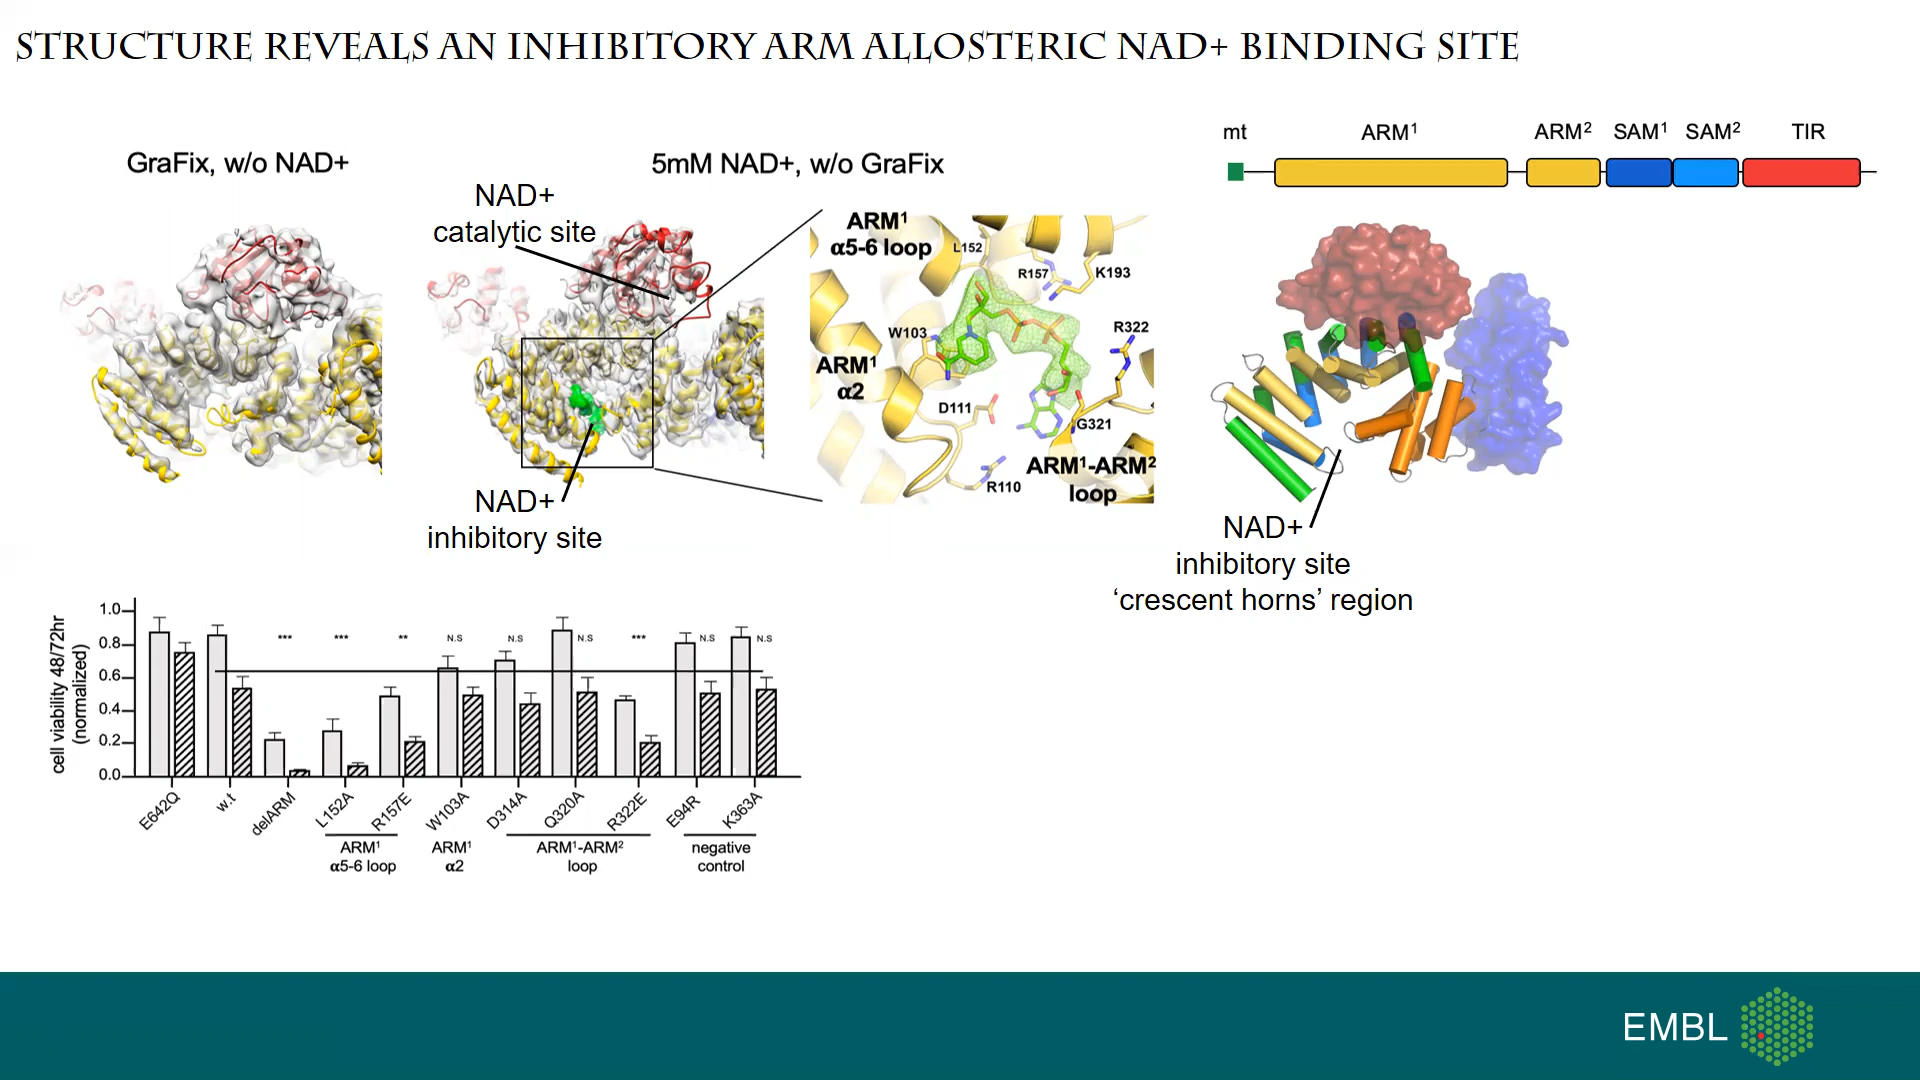 STRUCTURE REVEALS AN INHIBITORY ARM ALLOSTERIC NAD+ BINDING SITE
GraFix, w/o NAD+
5mM NAD+, w/o GraFix
NAD+
catalytic site
NAD+
inhibitory site
ARM¹
α5-6 loop
L152
R157
K193
W103
R322
ARM¹
α2
D111
G321
R110
ARM¹-ARM²
loop
mt
ARM¹
ARM²
SAM¹
SAM²
TIR
NAD+
inhibitory site
‘crescent horns’ region
cell viability 48/72hr
(normalized)
1.0
0.8
0.6
0.4
0.2
0.0
***
***
**
N.S
N.S
N.S
***
N.S
N.S
E642Q
w.t
delARM
L152A
R157E
W103A
D314A
Q320A
R322E
E94R
K363A
ARM¹
α5-6 loop
ARM¹
α2
ARM¹-ARM²
loop
negative
control
EMBL